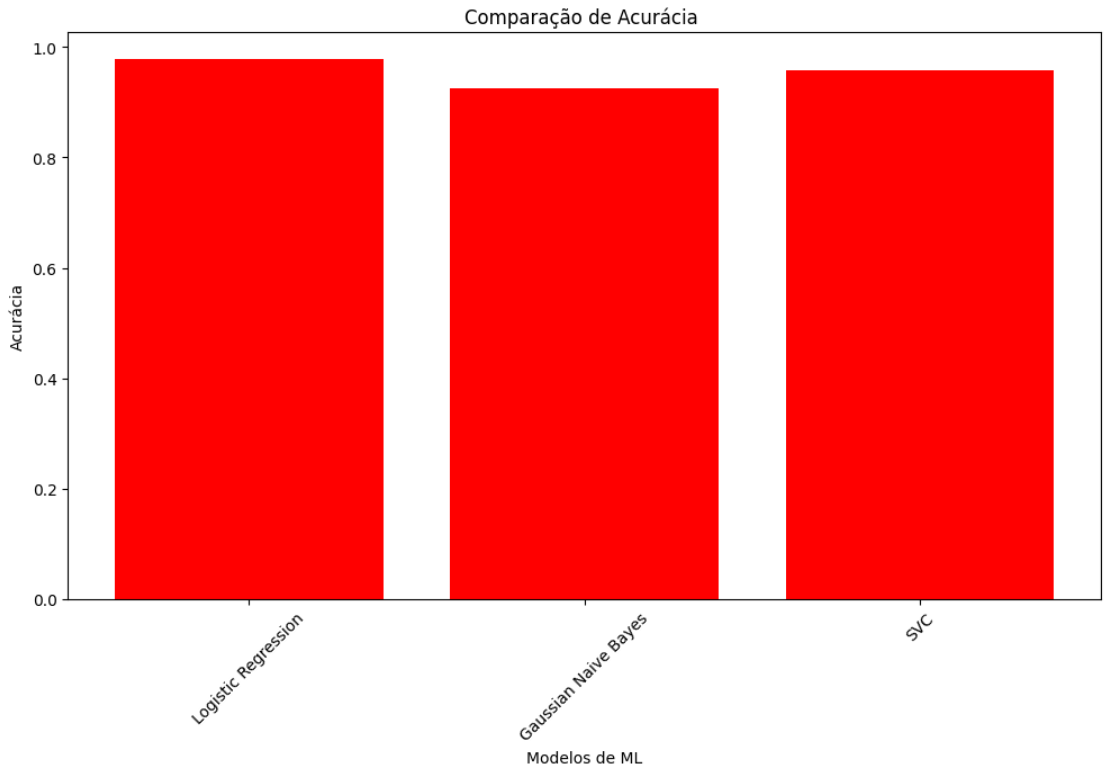 Comparação de Acurácia
Acurácia
1.0
0.8
0.6
0.4
0.2
0.0
Logistic Regression
Gaussian Naive Bayes
SVC
Modelos de ML